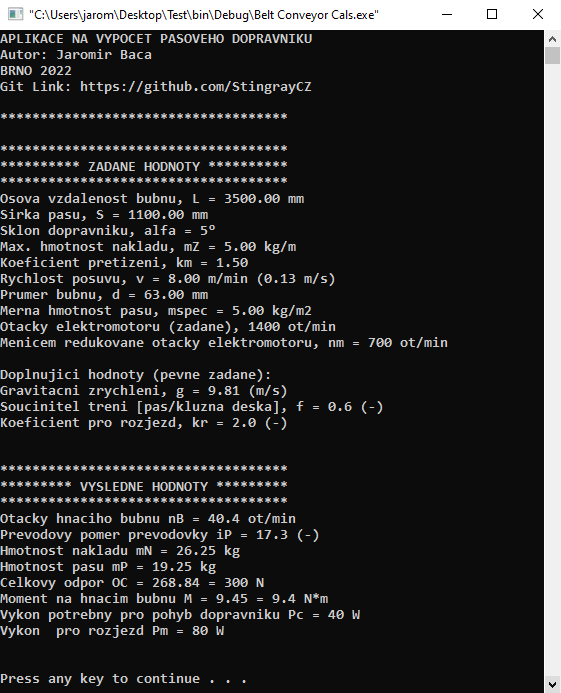 "C:\Users\jarom\Desktop\Test\bin\Debug\Belt Conveyor Cals.exe"
APLIKACE NA VYPOCET PASOVEHO DOPRAVNIKU
Autor: Jaromir Baca
BRNO 2022
Git Link: https://github.com/StingrayCZ
************************************
************************************
********** ZADANE HODNOTY **********
************************************
Osova vzdalenost bubnu, L = 3500.00 mm
Sirka pasu, S = 1100.00 mm
Sklon dopravniku, alfa = 5°
Max. hmotnost nakladu, mZ = 5.00 kg/m
Koeficient pretizeni, km = 1.50
Rychlost posuvu, v = 8.00 m/min (0.13 m/s)
Prumer bubnu, d = 63.00 mm
Merna hmotnost pasu, mspec = 5.00 kg/m2
Otacky elektromotoru (zadane), 1400 ot/min
Menicem redukovane otacky elektromotoru, nm = 700 ot/min
Doplnujici hodnoty (pevne zadane):
Gravitacni zrychleni, g = 9.81 (m/s)
Soucinitel treni [pas/kluzna deska], f = 0.6 (-)
Koeficient pro rozjezd, kr = 2.0 (-)
************************************
********* VYSLEDNE HODNOTY *********
************************************
Otacky hnaciho bubnu nB = 40.4 ot/min
Prevodovy pomer prevodovky iP = 17.3 (-)
Hmotnost nakladu mN = 26.25 kg
Hmotnost pasu mP = 19.25 kg
Celkovy odpor OC = 268.84 = 300 N
Moment na hnacim bubnu M = 9.45 = 9.4 N*m
Vykon potrebny pro pohyb dopravniku Pc = 40 W
Vykon  pro rozjezd Pm = 80 W
Press any key to continue . . .